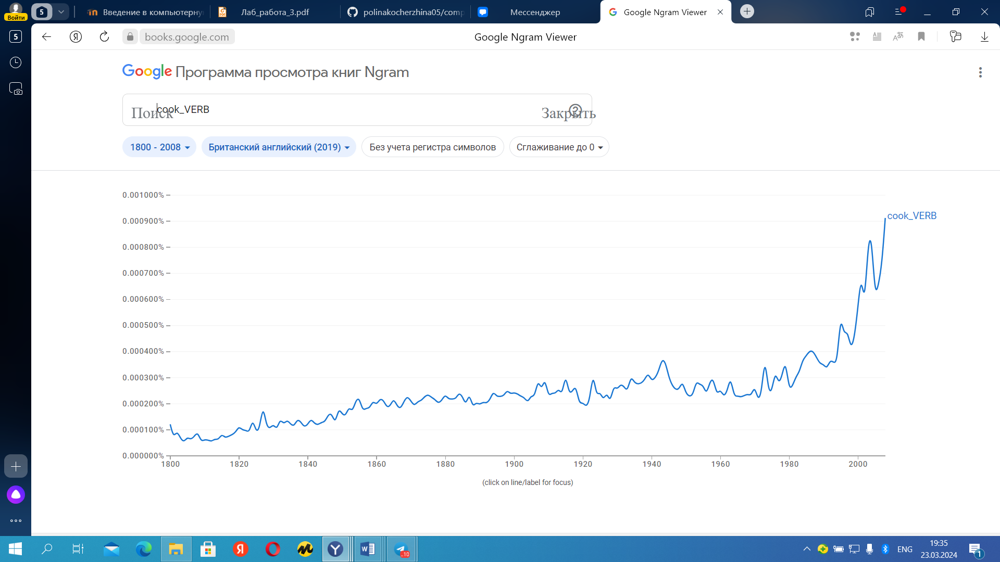 Войти
5
Введение в компьютерну
Лаб_работа_3.pdf
polinakocherzhina05/comp
Мессенджер
Google Ngram Viewer
5
Я
books.google.com
Google Ngram Viewer
Google Программа просмотра книг Ngram
Поиск
cook_VERB
Закрыть
1800 - 2008
Британский английский (2019)
Без учета регистра символов
Сглаживание до 0
0.001000%
0.000900%
0.000800%
0.000700%
0.000600%
0.000500%
0.000400%
0.000300%
0.000200%
0.000100%
0.000000%
cook_VERB
1800 1820 1840 1860 1880 1900 1920 1940 1960 1980 2000
(click on line/label for focus)
ENG
19:35
23.03.2024
1